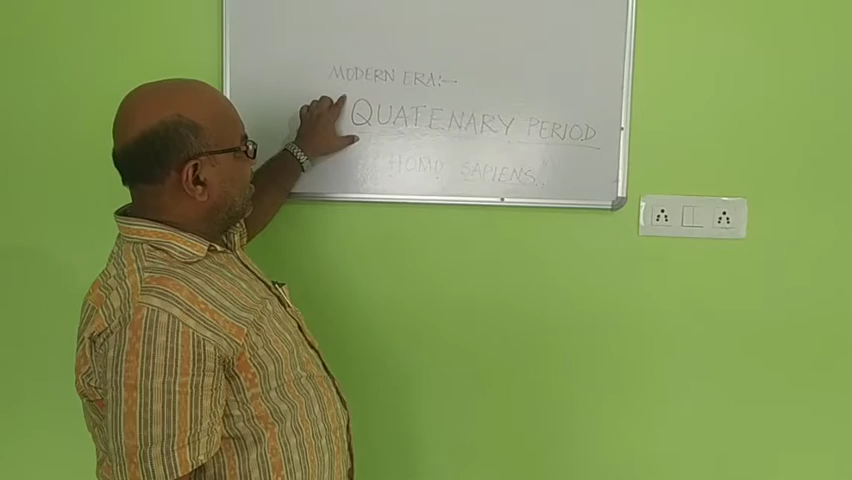 MODERN ERA:-
QUATENARY PERIOD
HOMO SAPIENS